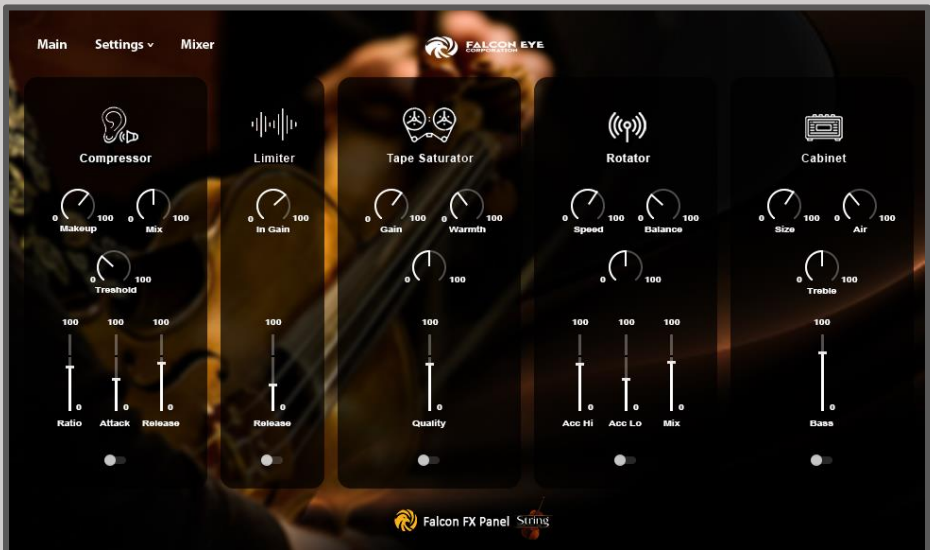 Main Settings Mixer
FALCON EYE
CORPORATION
Compressor Limiter Tape Saturator Rotator Cabinet
0 100 0 100 0 100 0 100 0 100 0 100 0 100 0 100 0 100
Makeup Mix In Gain Gain Warmth Speed Balance Size Air
0 100 0 100 0 100 0 100
Treshold Treble
100 100 100 100 100 100 100 100 100
0 0 0 0 0 0 0 0 0
Ratio Attack Release Release Quality Acc Hi Acc Lo Mix Bass
Falcon FX Panel String